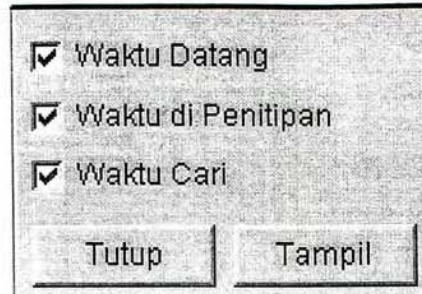 Waktu Datang
Waktu di Penitipan
Waktu Cari
Tutup Tampil